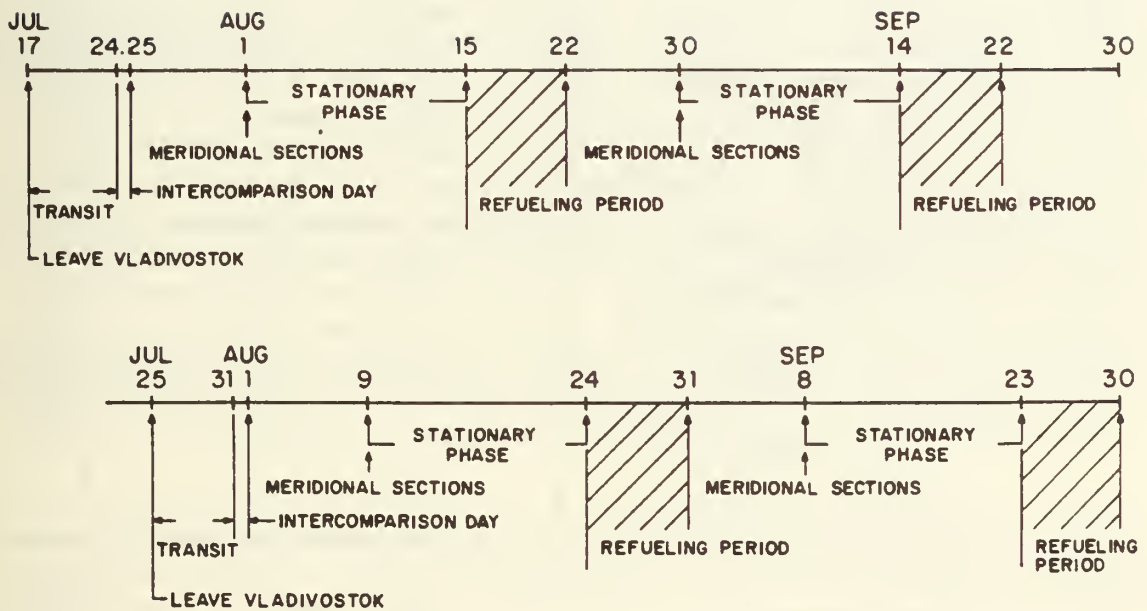 JUL AUG SEP
17 24.25 1 15 22 30 14 22 30
STATIONARY PHASE STATIONARY PHASE
MERIDIONAL SECTIONS MERIDIONAL SECTIONS
INTERCOMPARISON DAY
TRANSIT REFUELING PERIOD REFUELING PERIOD
LEAVE VLADIVOSTOK
JUL AUG SEP
25 31 1 9 24 31 8 23 30
STATIONARY PHASE STATIONARY PHASE
MERIDIONAL SECTIONS MERIDIONAL SECTIONS
INTERCOMPARISON DAY
TRANSIT REFUELING PERIOD REFUELING PERIOD
LEAVE VLADIVOSTOK